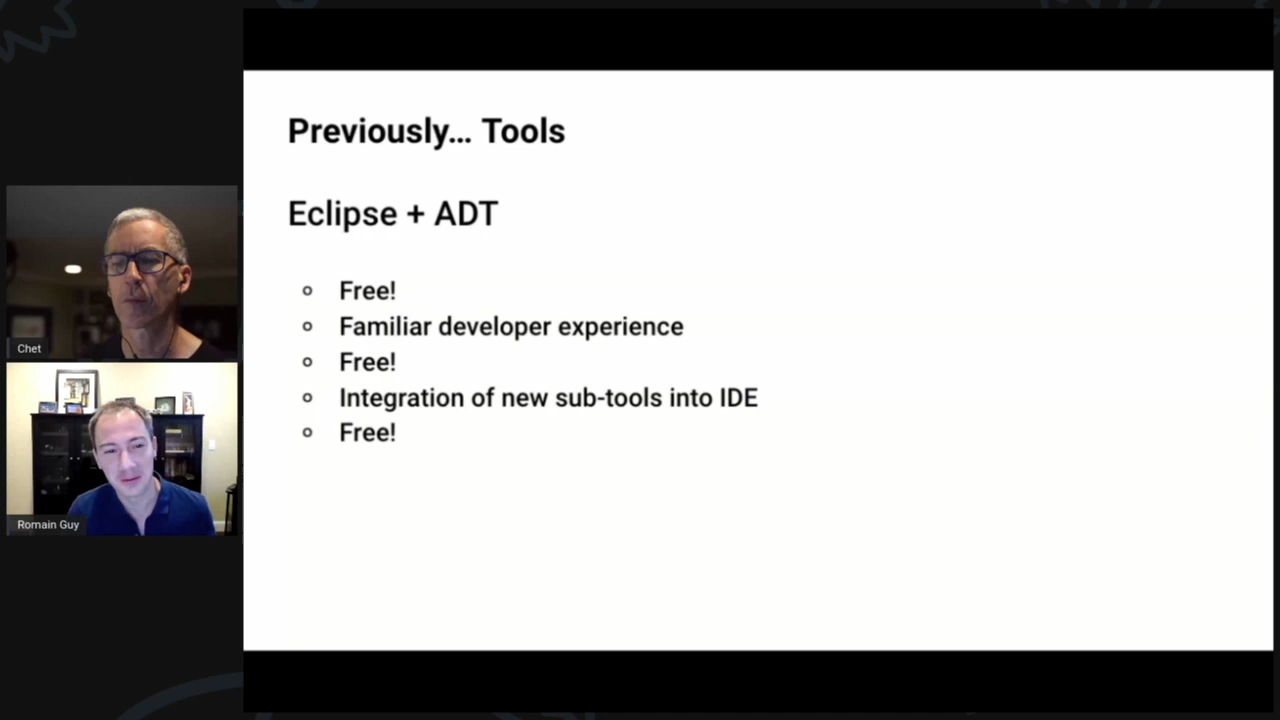 Previously... Tools
Eclipse + ADT
Free!
Familiar developer experience
Free!
Integration of new sub-tools into IDE
Free!
Chet
Romain Guy